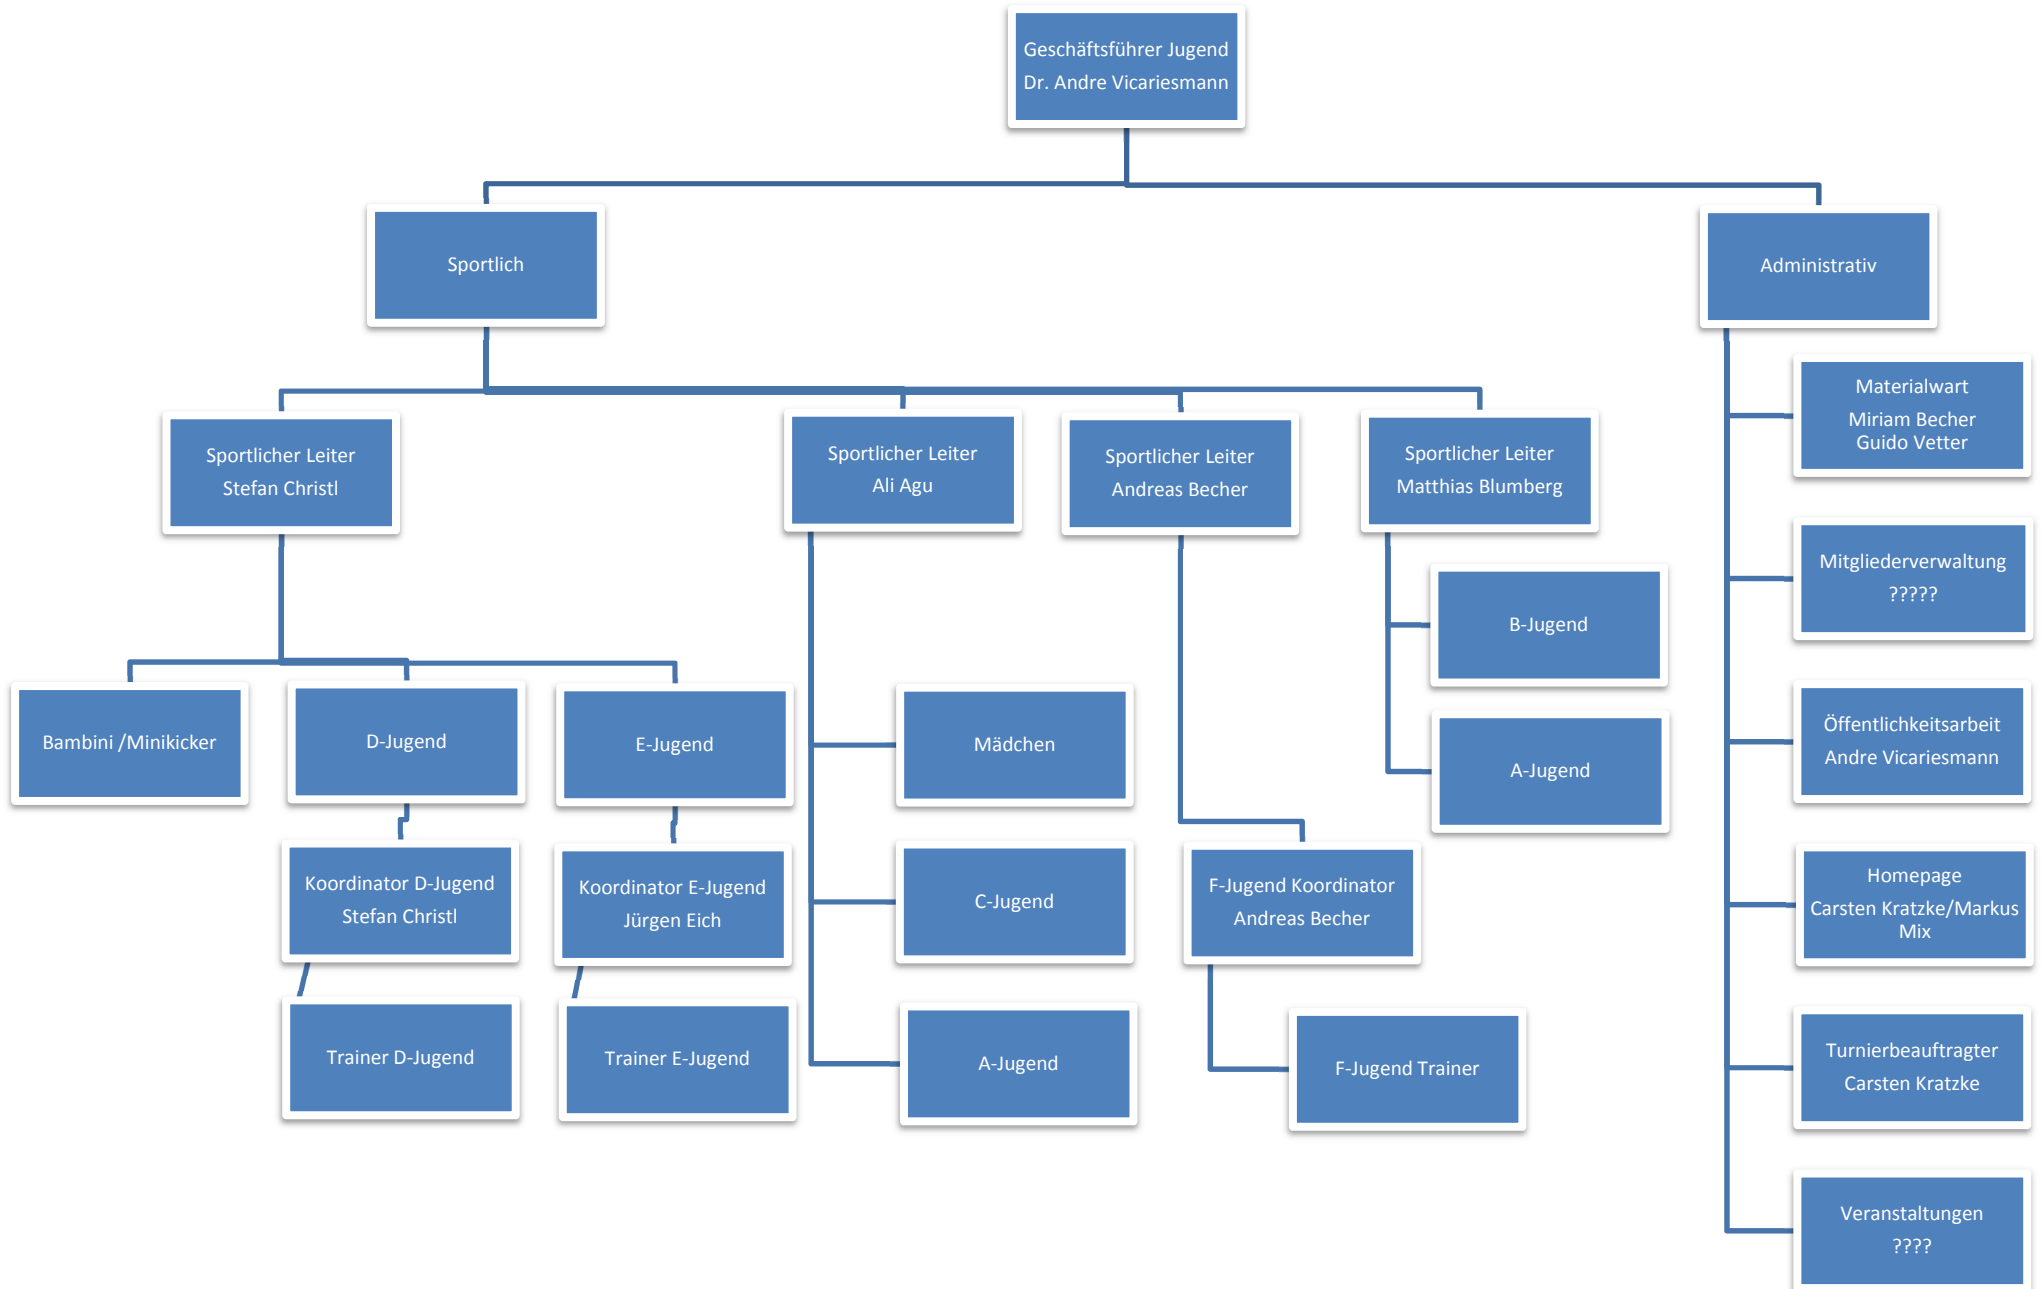 Geschäftsführer Jugend
Dr. Andre Vicariesmann
Sportlich
Administrativ
Sportlicher Leiter
Stefan Christl
Sportlicher Leiter
Ali Agu
Sportlicher Leiter
Andreas Becher
Sportlicher Leiter
Matthias Blumberg
Materialwart
Miriam Becher
Guido Vetter
Mitgliederverwaltung
?????
B-Jugend
Bambini /Minikicker
D-Jugend
E-Jugend
Mädchen
A-Jugend
Öffentlichkeitsarbeit
Andre Vicariesmann
Koordinator D-Jugend
Stefan Christl
Koordinator E-Jugend
Jürgen Eich
C-Jugend
F-Jugend Koordinator
Andreas Becher
Homepage
Carsten Kratzke/Markus
Mix
Trainer D-Jugend
Trainer E-Jugend
A-Jugend
F-Jugend Trainer
Turnierbeauftragter
Carsten Kratzke
Veranstaltungen
????